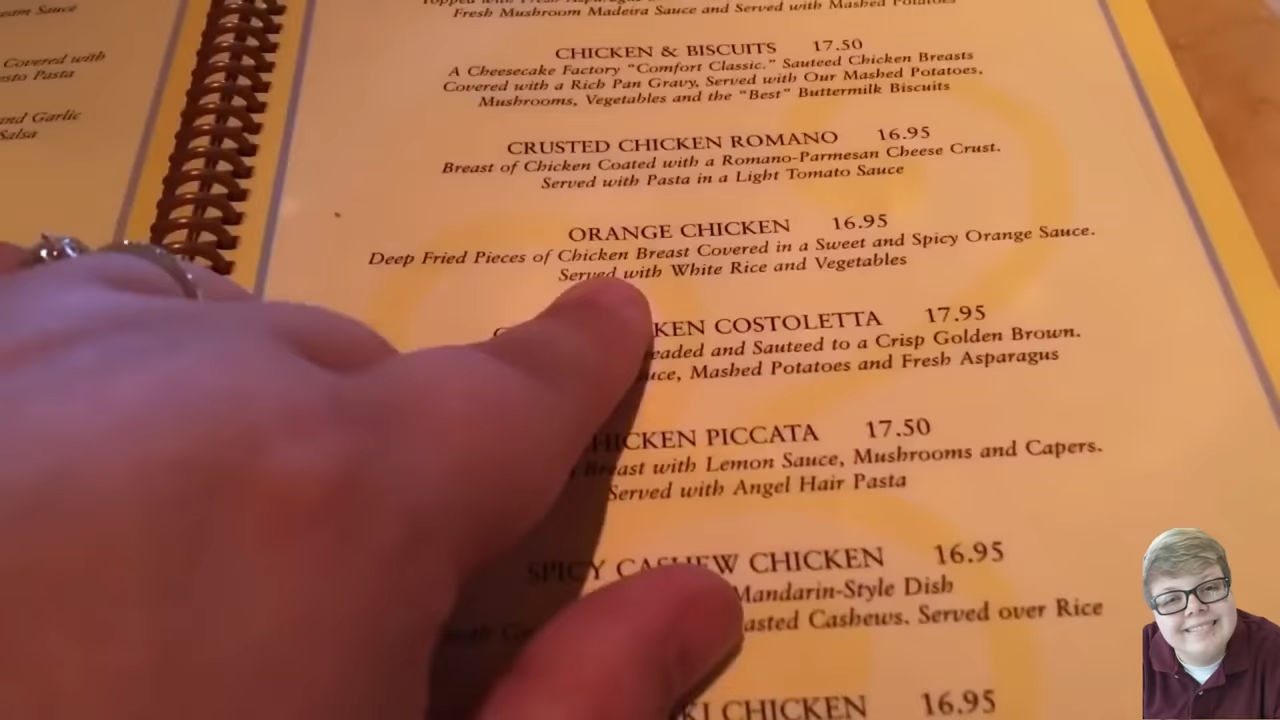 eam Sauce
Covered with
esto Pasta
and Garlic
Salsa
Fresh Mushroom Madeira Sauce and Served with Mashed Potatoes
CHICKEN & BISCUITS 17.50
A Cheesecake Factory "Comfort Classic." Sauteed Chicken Breasts
Covered with a Rich Pan Gravy, Served with Our Mashed Potatoes,
Mushrooms, Vegetables and the "Best" Buttermilk Biscuits
CRUSTED CHICKEN ROMANO 16.95
Breast of Chicken Coated with a Romano-Parmesan Cheese Crust.
Served with Pasta in a Light Tomato Sauce
ORANGE CHICKEN 16.95
Deep Fried Pieces of Chicken Breast Covered in a Sweet and Spicy Orange Sauce.
Served with White Rice and Vegetables
KEN COSTOLETTA 17.95
eaded and Sauteed to a Crisp Golden Brown.
uce, Mashed Potatoes and Fresh Asparagus
HICKEN PICCATA 17.50
Breast with Lemon Sauce, Mushrooms and Capers.
Served with Angel Hair Pasta
SPICY CASHEW CHICKEN 16.95
Mandarin-Style Dish
asted Cashews. Served over Rice
KI CHICKEN 16.95